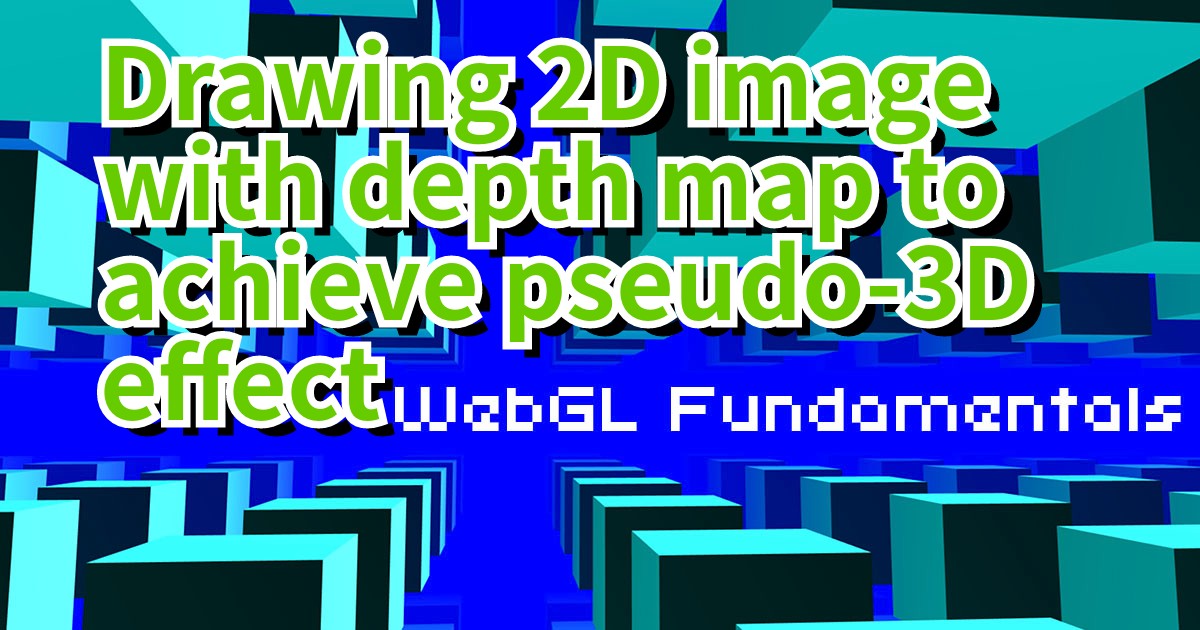 Drawing 2D image
with depth map to
achieve pseudo-3D
effect
WebGL Fundamentals